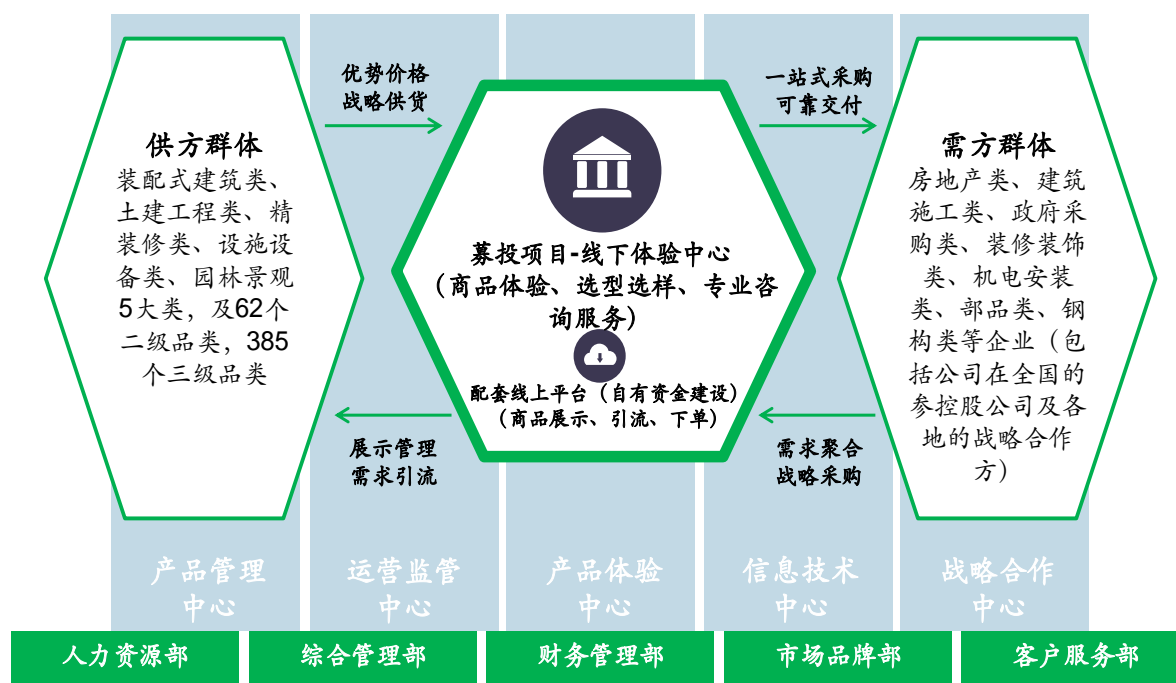 供方群体
装配式建筑类、
土建工程类、精
装修类、设施设
备类、园林景观
5大类，及62个
二级品类，385
个三级品类
优势价格
战略供货
展示管理
需求引流
募投项目-线下体验中心
（商品体验、选型选样、专业咨
询服务）
配套线上平台（自有资金建设）
（商品展示、引流、下单）
一站式采购
可靠交付
需求聚合
战略采购
需方群体
房地产类、建筑
施工类、政府采
购类、装修装饰
类、机电安装
类、部品类、钢
构类等企业（包
括公司在全国的
参控股公司及各
地的战略合作
方）
产品管理
中心
运营监管
中心
产品体验
中心
信息技术
中心
战略合作
中心
人力资源部
综合管理部
财务管理部
市场品牌部
客户服务部